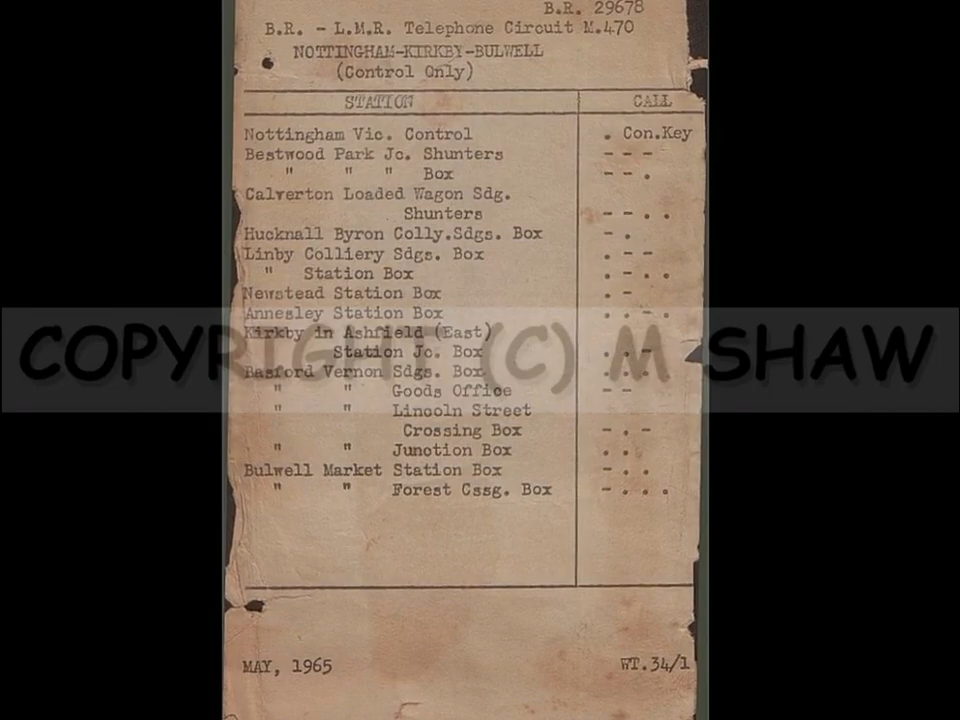 B.R. 29678
B.R. - L.M.R. Telephone Circuit M.470
NOTTINGHAM-KIRKBY-BULWELL
(Control Only)
STATION CALL
Nottingham Vic. Control . Con.Key
Bestwood Park Jc. Shunters - - -
" " " Box - - .
Calverton Loaded Wagon Sdg.
Shunters - - . .
Hucknall Byron Colly.Sdgs. Box - .
Linby Colliery Sdgs. Box . - -
" Station Box . - . .
Newstead Station Box . -
Annesley Station Box . . - .
Kirkby in Ashfield (East)
COPYRIGHT (C) M SHAW
Station Jc. Box . . -
Basford Vernon Sdgs. Box . . .
" " Goods Office - -
" " Lincoln Street
Crossing Box - . -
" " Junction Box . .
Bulwell Market Station Box - . .
" " Forest Cssg. Box - . . .
MAY, 1965 WT.34/1